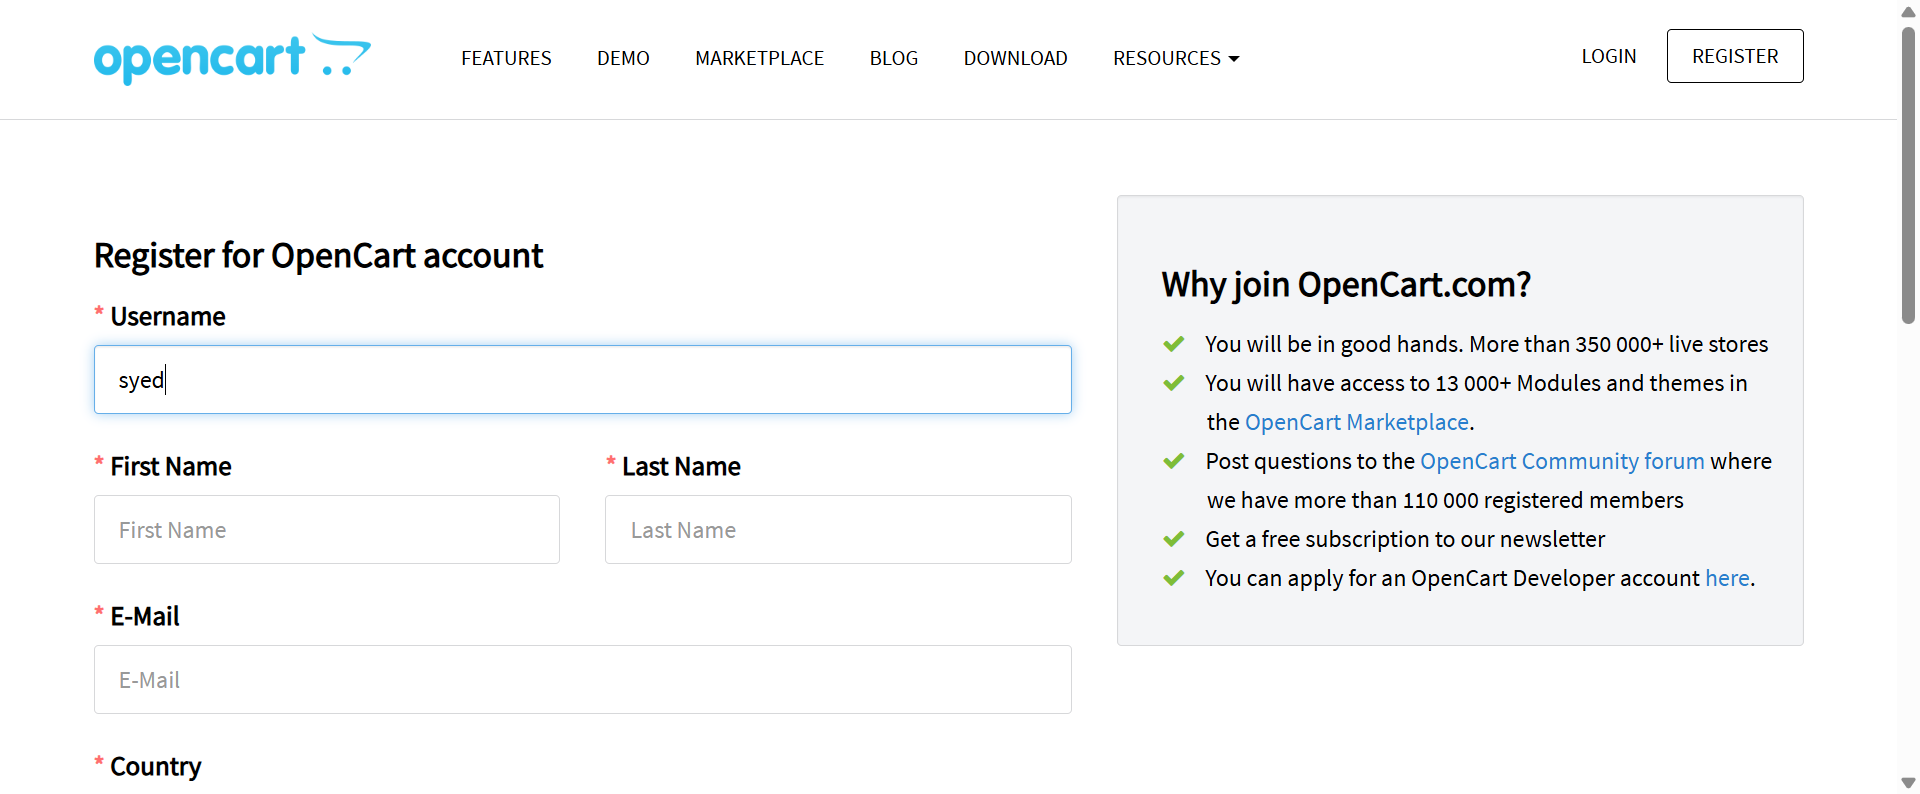 opencart
FEATURES
DEMO
MARKETPLACE
BLOG
DOWNLOAD
RESOURCES
LOGIN
REGISTER
Register for OpenCart account
* Username
syed
* First Name
* Last Name
First Name
Last Name
* E-Mail
E-Mail
* Country
Why join OpenCart.com?
You will be in good hands. More than 350 000+ live stores
You will have access to 13 000+ Modules and themes in
the OpenCart Marketplace.
Post questions to the OpenCart Community forum where
we have more than 110 000 registered members
Get a free subscription to our newsletter
You can apply for an OpenCart Developer account here.